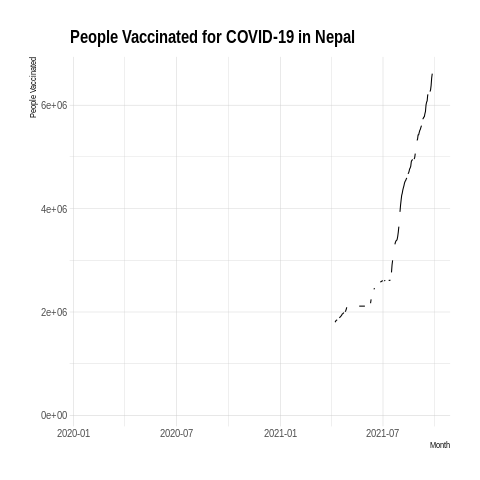 People Vaccinated for COVID-19 in Nepal
People Vaccinated
6e+06
4e+06
2e+06
0e+00
2020-01 2020-07 2021-01 2021-07
Month